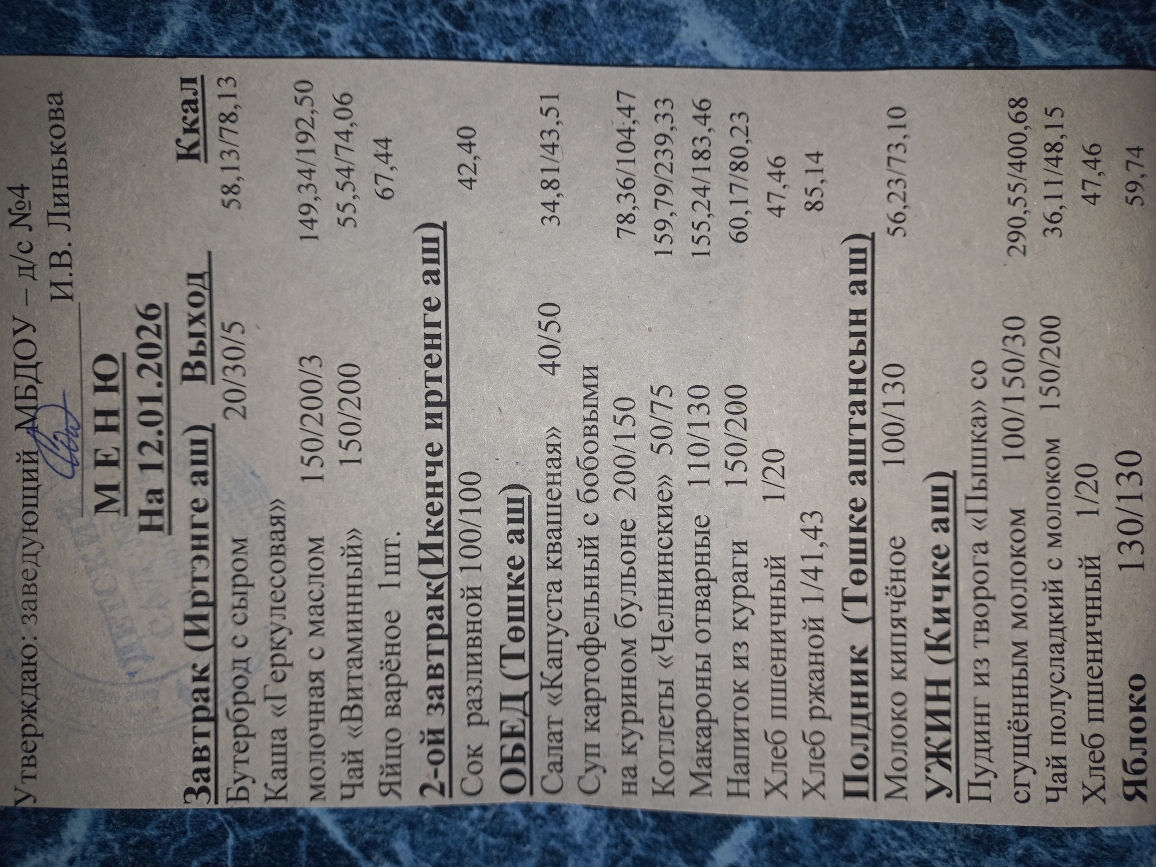 Утверждаю: заведующий МБДОУ – д/с №4
И.В. Линькова
М Е Н Ю
На 12.01.2026
Завтрак (Иртэнге аш) Выход Ккал
Бутерброд с сыром 20/30/5 58,13/78,13
Каша «Геркулесовая»
молочная с маслом 150/200/3 149,34/192,50
Чай «Витаминный» 150/200 55,54/74,06
Яйцо варёное 1шт. 67,44
2-ой завтрак(Икенче иртенге аш)
Сок разливной 100/100 42,40
ОБЕД (Төшке аш)
Салат «Капуста квашеная» 40/50 34,81/43,51
Суп картофельный с бобовыми
на курином бульоне 200/150 78,36/104,47
Котлеты «Челнинские» 50/75 159,79/239,33
Макароны отварные 110/130 155,24/183,46
Напиток из кураги 150/200 60,17/80,23
Хлеб пшеничный 1/20 47,46
Хлеб ржаной 1/41,43 85,14
Полдник (Төшке аштансын аш)
Молоко кипячёное 100/130 56,23/73,10
УЖИН (Кичке аш)
Пудинг из творога «Пышка» со
сгущённым молоком 100/150/30 290,55/400,68
Чай полусладкий с молоком 150/200 36,11/48,15
Хлеб пшеничный 1/20 47,46
Яблоко 130/130 59,74